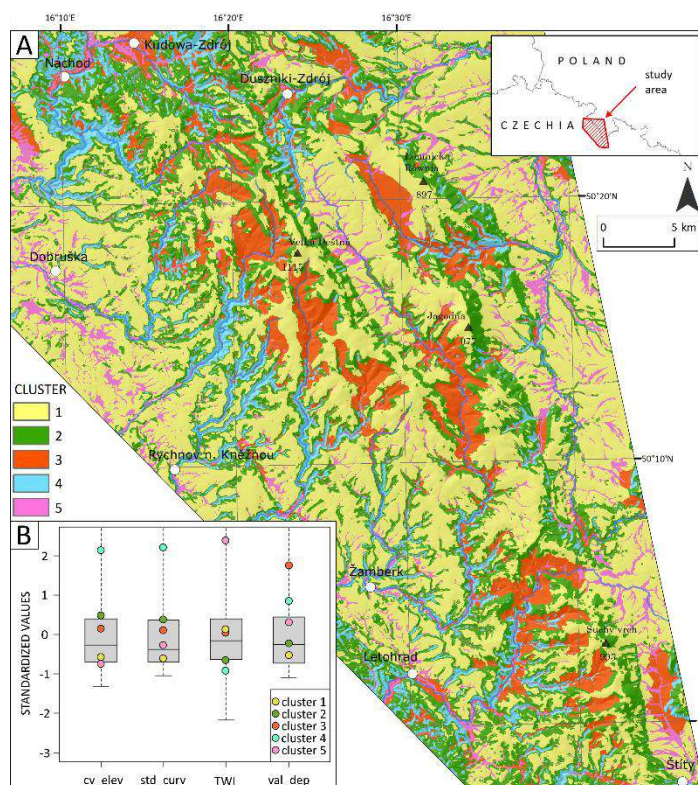 16°10'E
16°20'E
16°30'E
A
Kudowa-Zdrój
Náchod
Duszniki-Zdrój
POLAND
study
area
CZECHIA
897
50°20'N
N
0 5 km
Velká Deštná
Dobruška
Jagodna
CLUSTER
1
2
3
4
5
50°10'N
Rychnov n. Kněžnou
B
Žamberk
Suchý vrch
Letohrad
Štíty
STANDARDIZED VALUES
2
1
0
-1
-2
-3
cluster 1
cluster 2
cluster 3
cluster 4
cluster 5
cv_elev std_curv TWI val_dep